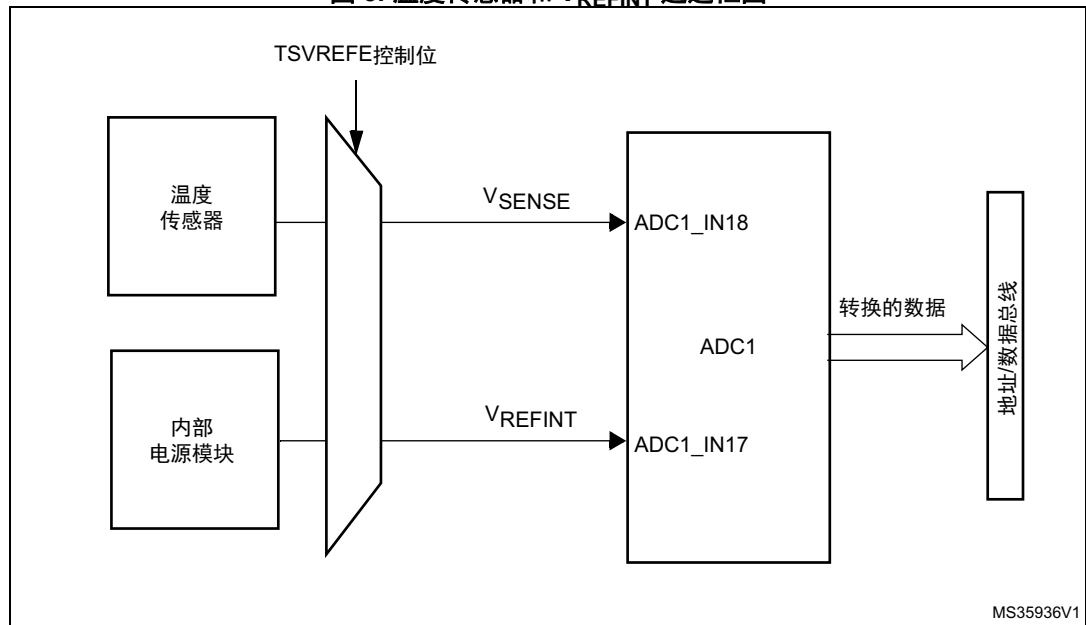 TSVREFE控制位
温度
传感器
VSENSE
ADC1_IN18
转换的数据
ADC1
地址/数据总线
内部
电源模块
VREFINT
ADC1_IN17
MS35936V1